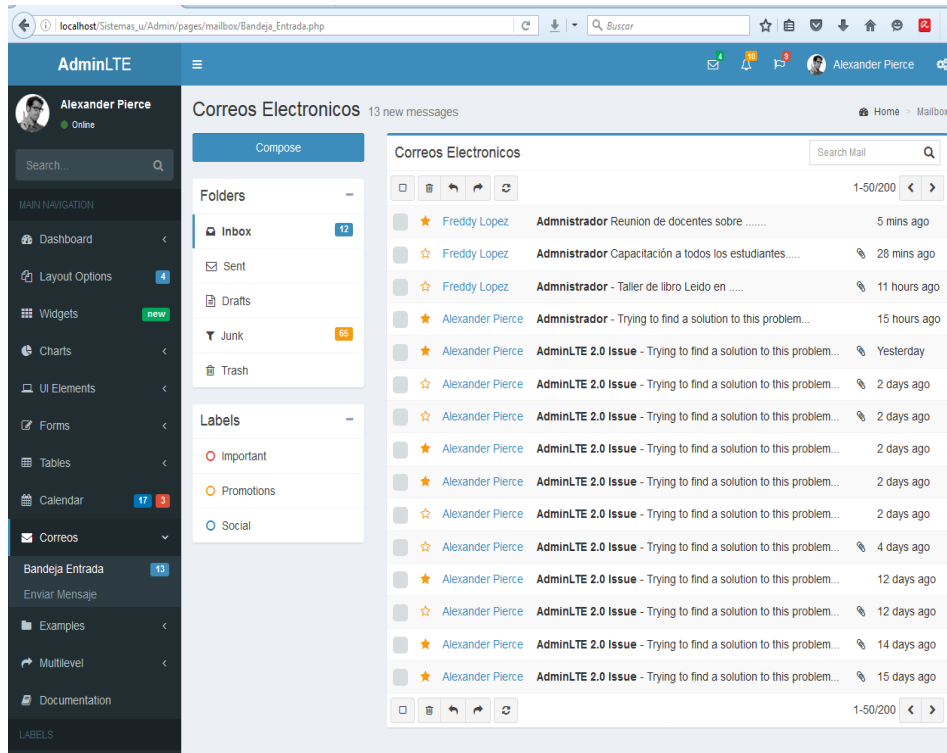 localhost/Sistemas_u/Admin/pages/mailbox/Bandeja_Entrada.php
Buscar
AdminLTE
4
10
9
Alexander Pierce
Alexander Pierce
Online
Search...
MAIN NAVIGATION
Dashboard
Layout Options 4
Widgets new
Charts
UI Elements
Forms
Tables
Calendar 17 3
Correos
Bandeja Entrada 13
Enviar Mensaje
Examples
Multilevel
Documentation
LABELS
Correos Electronicos 13 new messages
Home > Mailbox
Compose
Folders
Inbox 12
Sent
Drafts
Junk 65
Trash
Labels
Important
Promotions
Social
Correos Electronicos
Search Mail
1-50/200
Freddy Lopez Admnistrador Reunion de docentes sobre ....... 5 mins ago
Freddy Lopez Admnistrador Capacitación a todos los estudiantes..... 28 mins ago
Freddy Lopez Admnistrador - Taller de libro Leido en ..... 11 hours ago
Alexander Pierce Admnistrador - Trying to find a solution to this problem... 15 hours ago
Alexander Pierce AdminLTE 2.0 Issue - Trying to find a solution to this problem... Yesterday
Alexander Pierce AdminLTE 2.0 Issue - Trying to find a solution to this problem... 2 days ago
Alexander Pierce AdminLTE 2.0 Issue - Trying to find a solution to this problem... 2 days ago
Alexander Pierce AdminLTE 2.0 Issue - Trying to find a solution to this problem... 2 days ago
Alexander Pierce AdminLTE 2.0 Issue - Trying to find a solution to this problem... 2 days ago
Alexander Pierce AdminLTE 2.0 Issue - Trying to find a solution to this problem... 2 days ago
Alexander Pierce AdminLTE 2.0 Issue - Trying to find a solution to this problem... 4 days ago
Alexander Pierce AdminLTE 2.0 Issue - Trying to find a solution to this problem... 12 days ago
Alexander Pierce AdminLTE 2.0 Issue - Trying to find a solution to this problem... 12 days ago
Alexander Pierce AdminLTE 2.0 Issue - Trying to find a solution to this problem... 14 days ago
Alexander Pierce AdminLTE 2.0 Issue - Trying to find a solution to this problem... 15 days ago
1-50/200